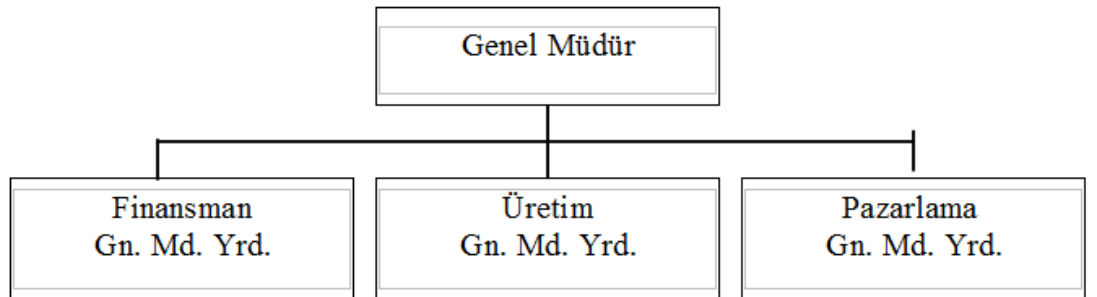 Genel Müdür
Finansman
Gn. Md. Yrd.
Üretim
Gn. Md. Yrd.
Pazarlama
Gn. Md. Yrd.